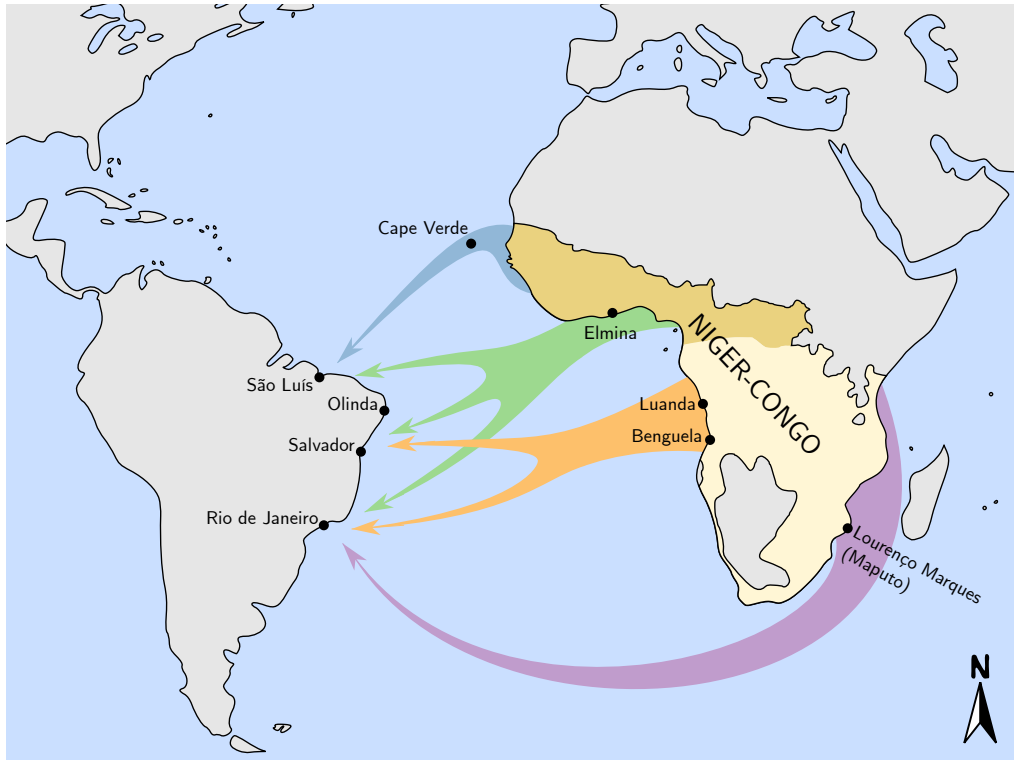 Cape Verde
Elmina
NIGER-CONGO
São Luís
Olinda
Luanda
Salvador
Benguela
Rio de Janeiro
Lourenço Marques
(Maputo)
N